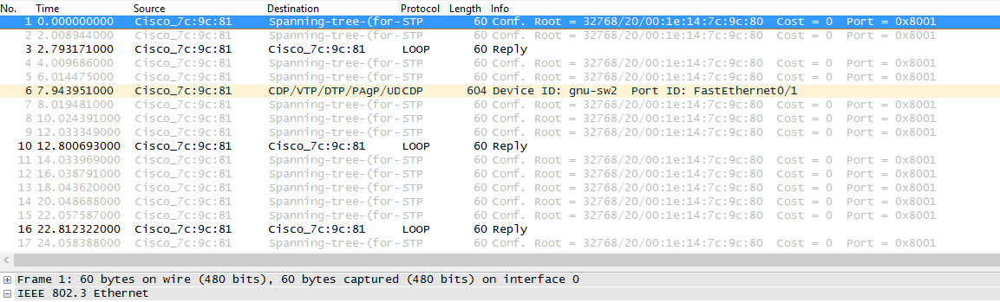 No. Time Source Destination Protocol Length Info
1 0.000000000 Cisco_7c:9c:81 Spanning-tree-(for- STP 60 Conf. Root = 32768/20/00:1e:14:7c:9c:80 Cost = 0 Port = 0x8001
2 2.008944000 Cisco_7c:9c:81 Spanning-tree-(for- STP 60 Conf. Root = 32768/20/00:1e:14:7c:9c:80 Cost = 0 Port = 0x8001
3 2.793171000 Cisco_7c:9c:81 Cisco_7c:9c:81 LOOP 60 Reply
4 4.009686000 Cisco_7c:9c:81 Spanning-tree-(for- STP 60 Conf. Root = 32768/20/00:1e:14:7c:9c:80 Cost = 0 Port = 0x8001
5 6.014475000 Cisco_7c:9c:81 Spanning-tree-(for- STP 60 Conf. Root = 32768/20/00:1e:14:7c:9c:80 Cost = 0 Port = 0x8001
6 7.943951000 Cisco_7c:9c:81 CDP/VTP/DTP/PAgP/UD CDP 604 Device ID: gnu-sw2 Port ID: FastEthernet0/1
7 8.019481000 Cisco_7c:9c:81 Spanning-tree-(for- STP 60 Conf. Root = 32768/20/00:1e:14:7c:9c:80 Cost = 0 Port = 0x8001
8 10.024391000 Cisco_7c:9c:81 Spanning-tree-(for- STP 60 Conf. Root = 32768/20/00:1e:14:7c:9c:80 Cost = 0 Port = 0x8001
9 12.033349000 Cisco_7c:9c:81 Spanning-tree-(for- STP 60 Conf. Root = 32768/20/00:1e:14:7c:9c:80 Cost = 0 Port = 0x8001
10 12.800693000 Cisco_7c:9c:81 Cisco_7c:9c:81 LOOP 60 Reply
11 14.033969000 Cisco_7c:9c:81 Spanning-tree-(for- STP 60 Conf. Root = 32768/20/00:1e:14:7c:9c:80 Cost = 0 Port = 0x8001
12 16.038791000 Cisco_7c:9c:81 Spanning-tree-(for- STP 60 Conf. Root = 32768/20/00:1e:14:7c:9c:80 Cost = 0 Port = 0x8001
13 18.043620000 Cisco_7c:9c:81 Spanning-tree-(for- STP 60 Conf. Root = 32768/20/00:1e:14:7c:9c:80 Cost = 0 Port = 0x8001
14 20.048688000 Cisco_7c:9c:81 Spanning-tree-(for- STP 60 Conf. Root = 32768/20/00:1e:14:7c:9c:80 Cost = 0 Port = 0x8001
15 22.057587000 Cisco_7c:9c:81 Spanning-tree-(for- STP 60 Conf. Root = 32768/20/00:1e:14:7c:9c:80 Cost = 0 Port = 0x8001
16 22.812322000 Cisco_7c:9c:81 Cisco_7c:9c:81 LOOP 60 Reply
17 24.058388000 Cisco_7c:9c:81 Spanning-tree-(for- STP 60 Conf. Root = 32768/20/00:1e:14:7c:9c:80 Cost = 0 Port = 0x8001
Frame 1: 60 bytes on wire (480 bits), 60 bytes captured (480 bits) on interface 0
IEEE 802.3 Ethernet